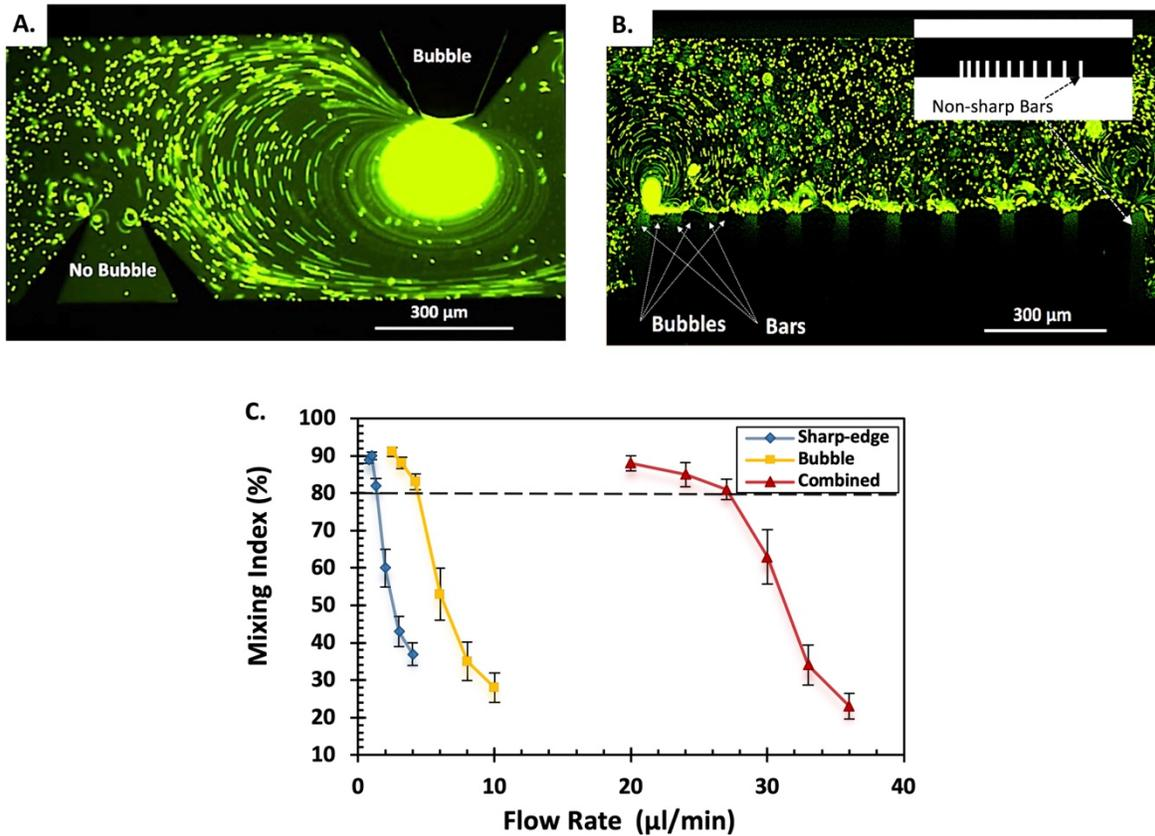 A.
Bubble
No Bubble
300 µm
B.
Non-sharp Bars
Bubbles
Bars
300 µm
C.
Mixing Index (%)
100
90
80
70
60
50
40
30
20
10
Sharp-edge
Bubble
Combined
0
10
20
30
40
Flow Rate (µl/min)